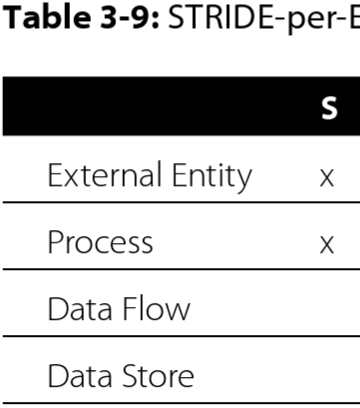 Table 3-9: STRIDE-per-E
S
External Entity x
Process x
Data Flow
Data Store